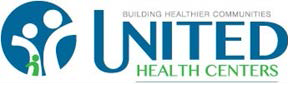 BUILDING HEALTHIER COMMUNITIES
UNITED
HEALTH CENTERS